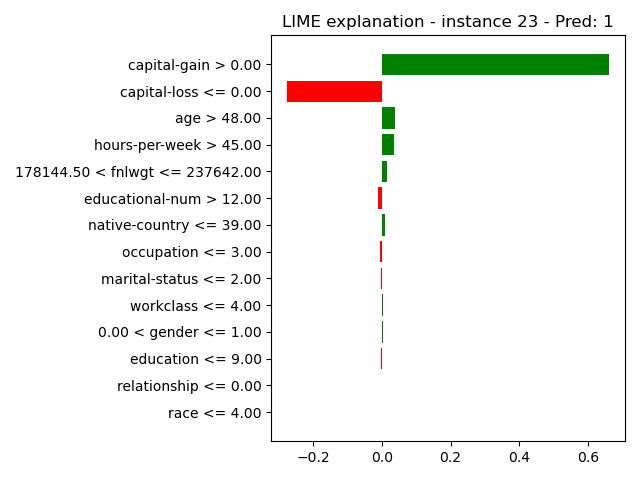 LIME explanation - instance 23 - Pred: 1
capital-gain > 0.00
capital-loss <= 0.00
age > 48.00
hours-per-week > 45.00
178144.50 < fnlwgt <= 237642.00
educational-num > 12.00
native-country <= 39.00
occupation <= 3.00
marital-status <= 2.00
workclass <= 4.00
0.00 < gender <= 1.00
education <= 9.00
relationship <= 0.00
race <= 4.00
−0.2 0.0 0.2 0.4 0.6